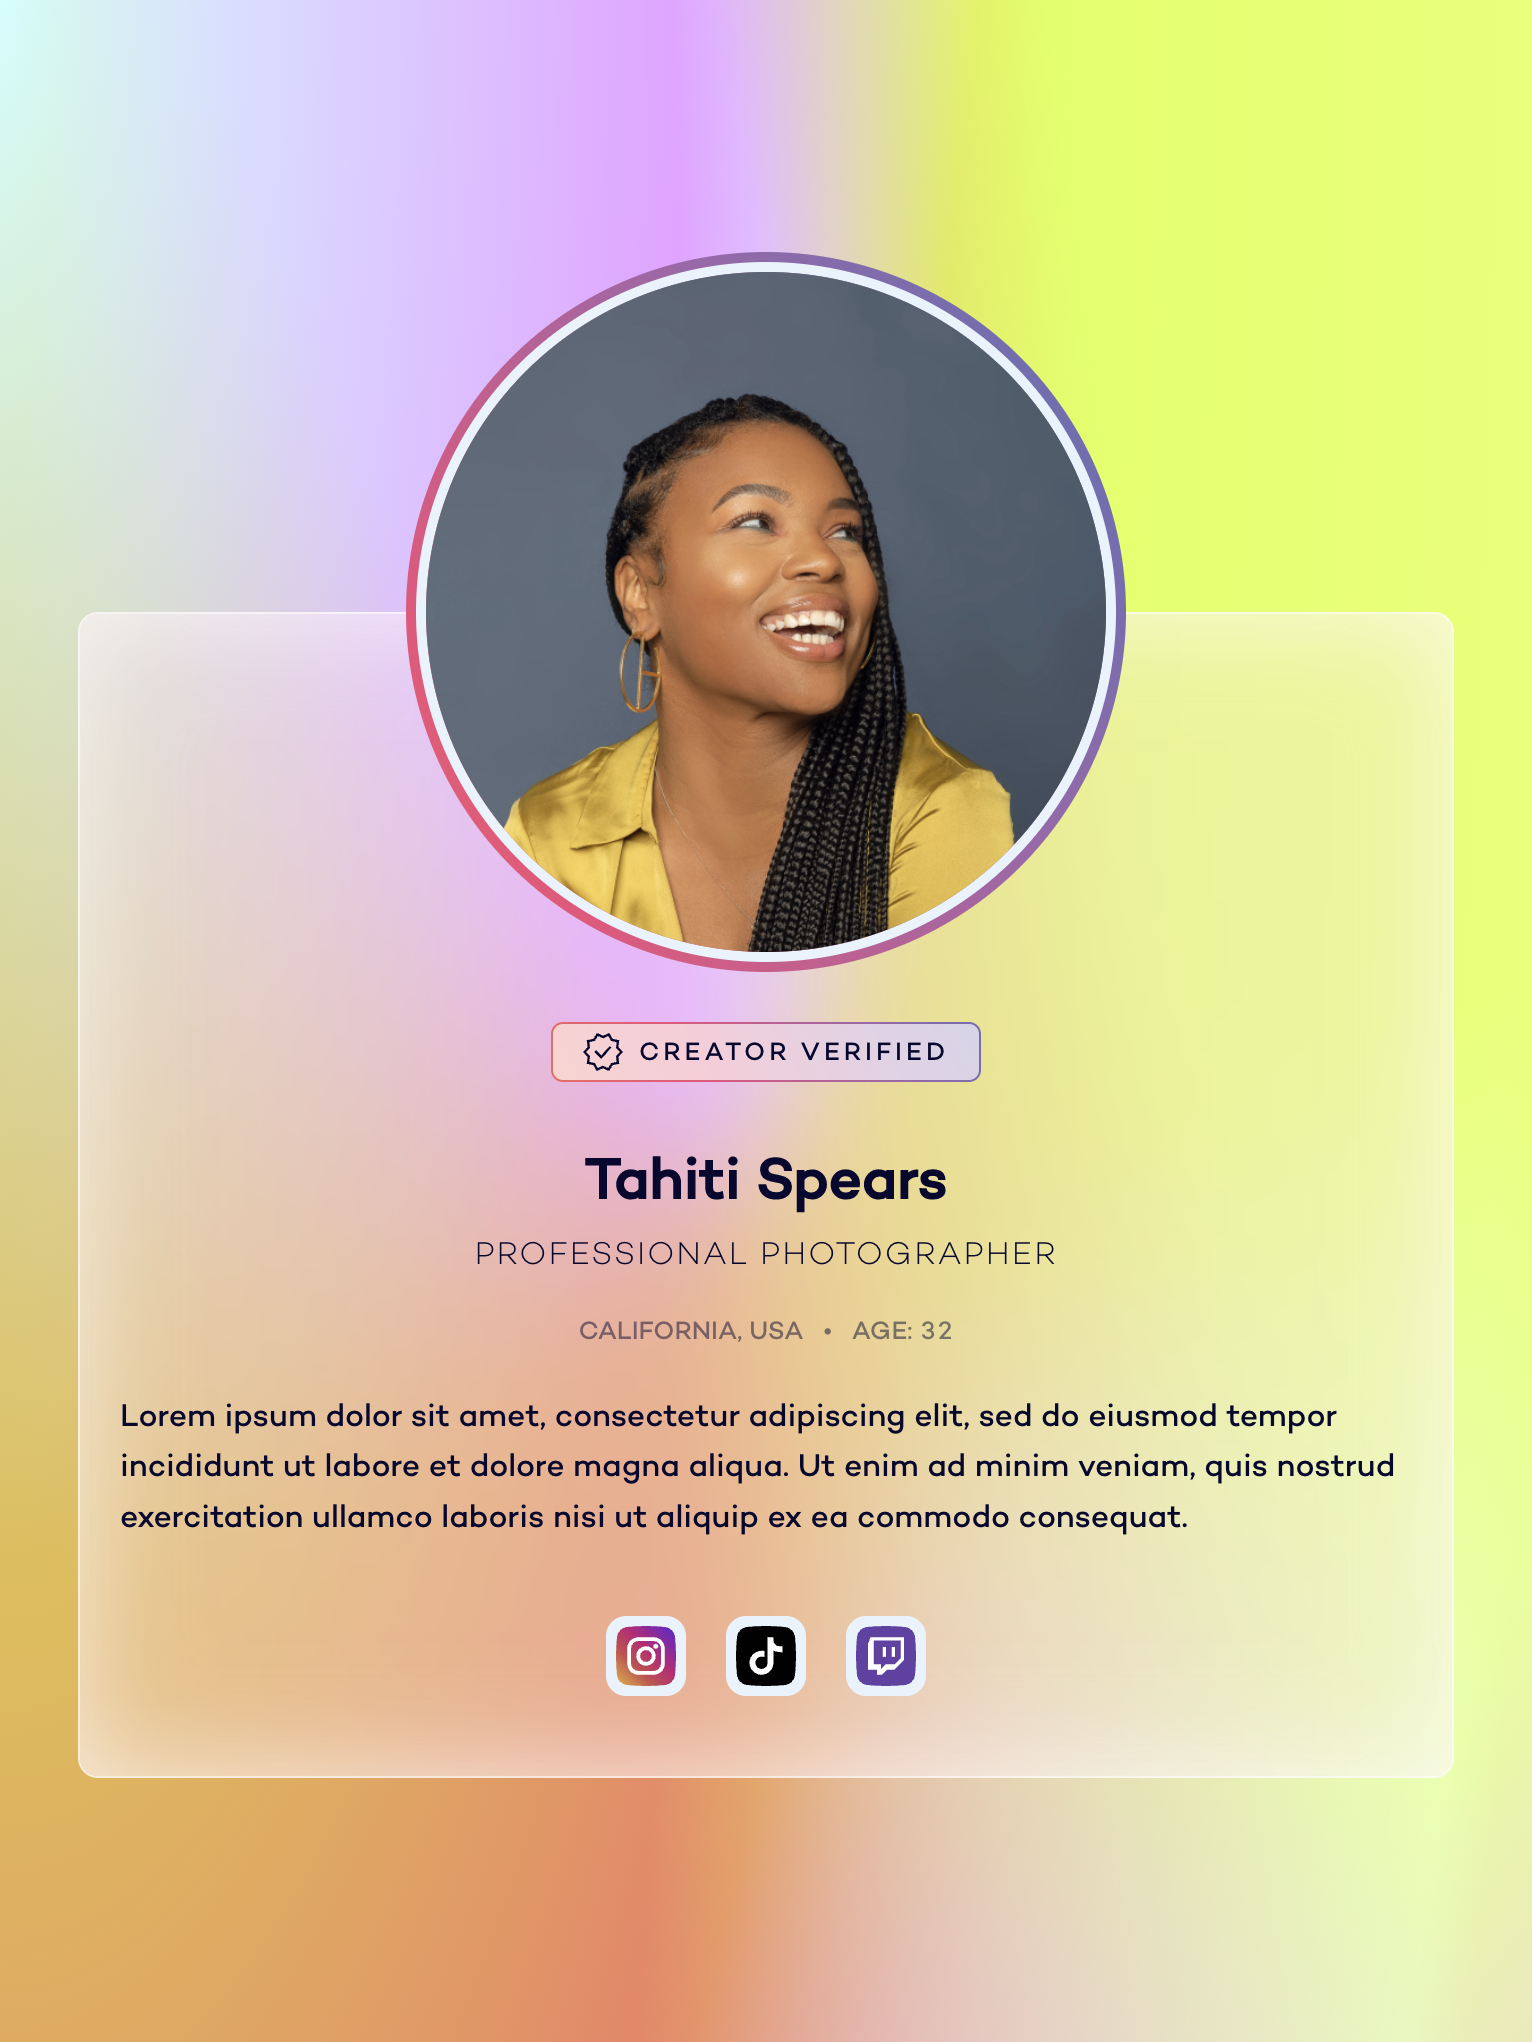 CREATOR VERIFIED
Tahiti Spears
PROFESSIONAL PHOTOGRAPHER
CALIFORNIA, USA • AGE: 32
Lorem ipsum dolor sit amet, consectetur adipiscing elit, sed do eiusmod tempor
incididunt ut labore et dolore magna aliqua. Ut enim ad minim veniam, quis nostrud
exercitation ullamco laboris nisi ut aliquip ex ea commodo consequat.